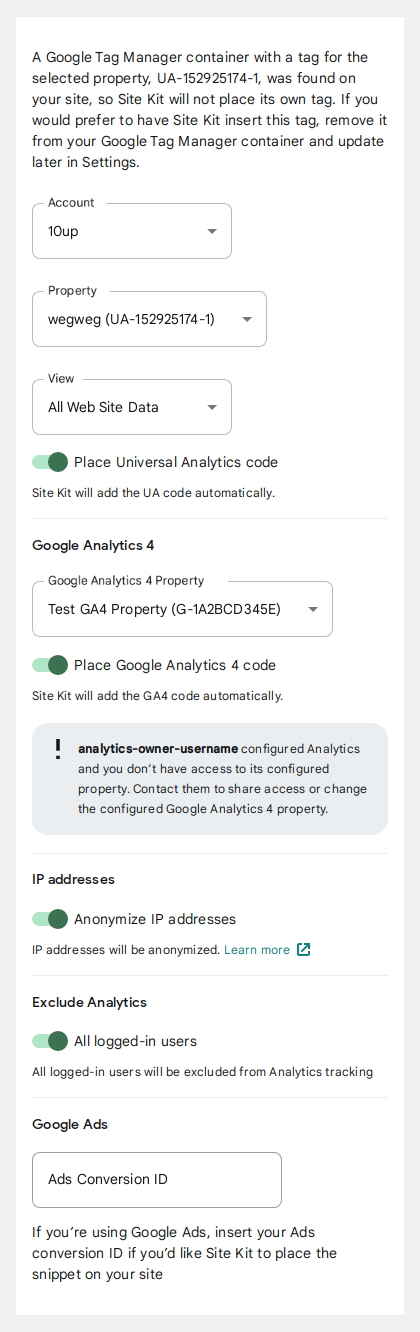 A Google Tag Manager container with a tag for the
selected property, UA-152925174-1, was found on
your site, so Site Kit will not place its own tag. If you
would prefer to have Site Kit insert this tag, remove it
from your Google Tag Manager container and update
later in Settings.
Account
10up
Property
wegweg (UA-152925174-1)
View
All Web Site Data
Place Universal Analytics code
Site Kit will add the UA code automatically.
Google Analytics 4
Google Analytics 4 Property
Test GA4 Property (G-1A2BCD345E)
Place Google Analytics 4 code
Site Kit will add the GA4 code automatically.
analytics-owner-username configured Analytics
and you don’t have access to its configured
property. Contact them to share access or change
the configured Google Analytics 4 property.
IP addresses
Anonymize IP addresses
IP addresses will be anonymized. Learn more
Exclude Analytics
All logged-in users
All logged-in users will be excluded from Analytics tracking
Google Ads
Ads Conversion ID
If you’re using Google Ads, insert your Ads
conversion ID if you’d like Site Kit to place the
snippet on your site